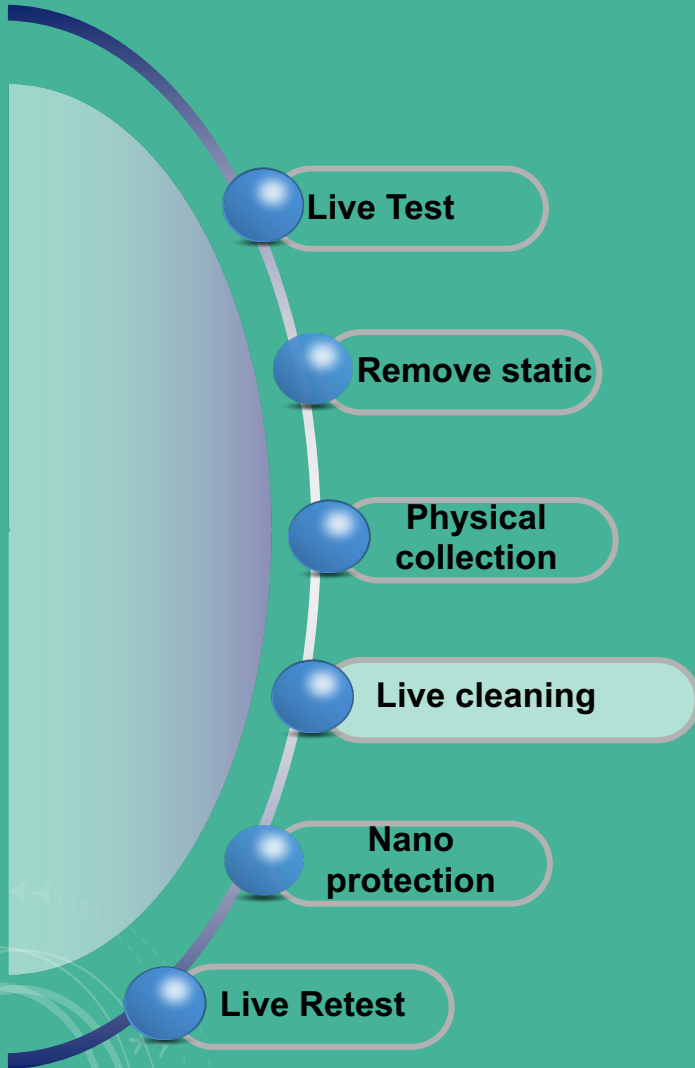 Live Test
Remove static
Physical
collection
Live cleaning
Nano
protection
Live Retest